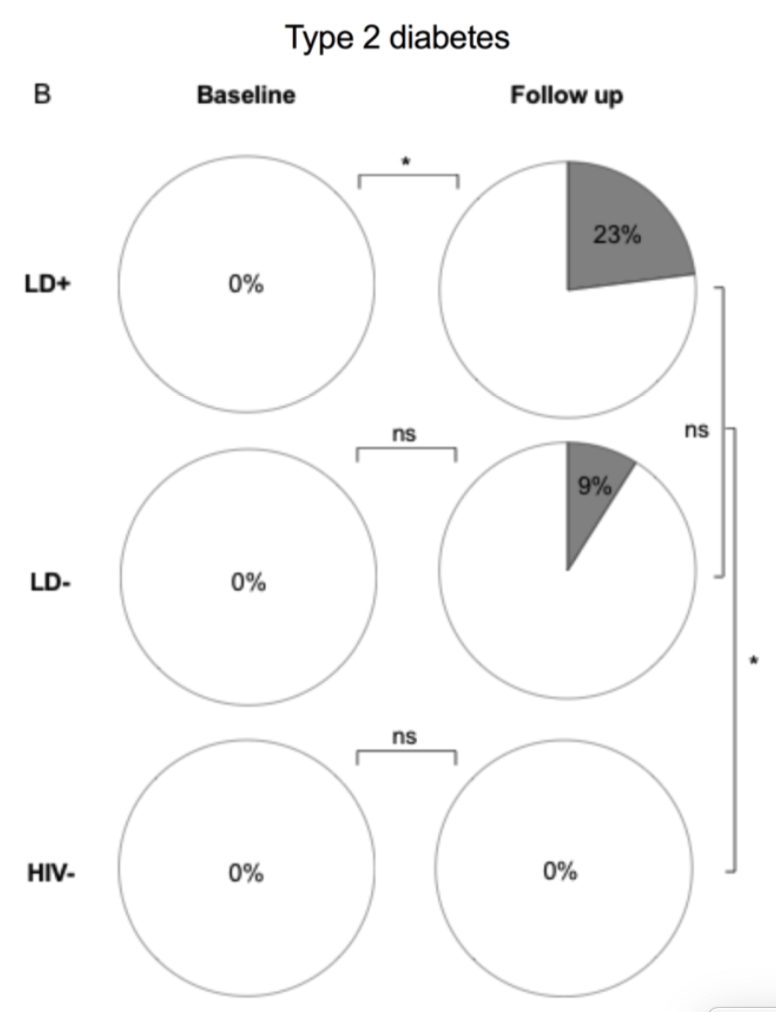 Type 2 diabetes
B
Baseline
Follow up
*
LD+
0%
23%
ns
ns
LD-
0%
9%
*
ns
HIV-
0%
0%